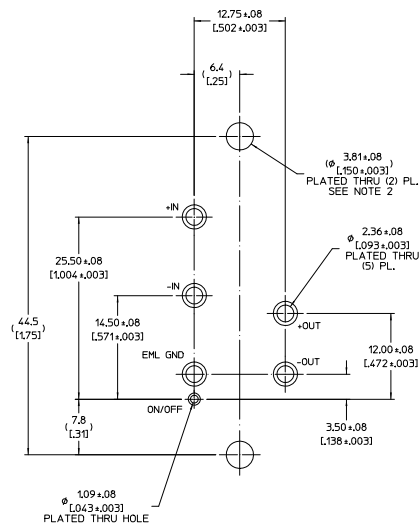 12.75±.08
[.502±.003]
6.4
([.25])
(ø 3.81±.08
[.150±.003])
PLATED THRU (2) PL.
SEE NOTE 2
+IN
ø 2.36±.08
[.093±.003]
PLATED THRU
(5) PL.
25.50±.08
[1.004±.003]
-IN
44.5
([1.75])
14.50±.08
[.571±.003]
+OUT
12.00±.08
[.472±.003]
EML GND
-OUT
ON/OFF
7.8
([.31])
3.50±.08
[.138±.003]
ø 1.09±.08
[.043±.003]
PLATED THRU HOLE